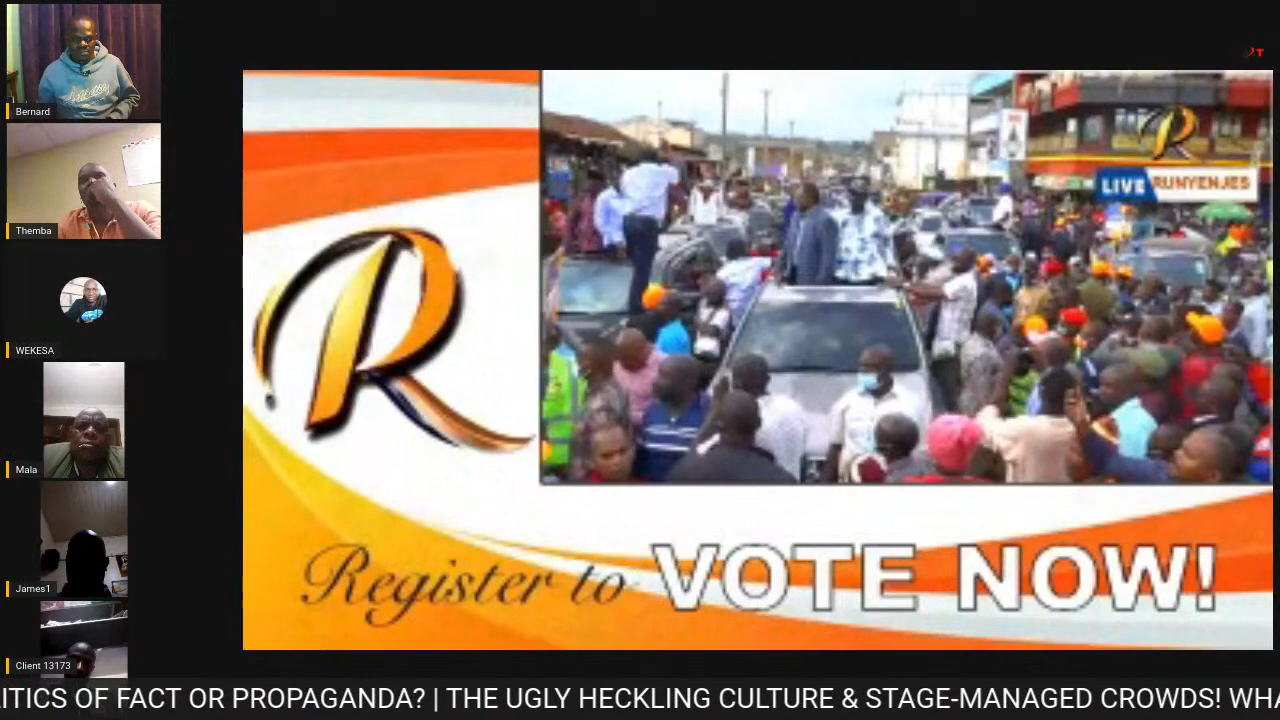 Bernard
Themba
WEKESA
Mala
James1
Client 13173
R
R
LIVE RUNYENJES
Register to VOTE NOW!
ITICS OF FACT OR PROPAGANDA? | THE UGLY HECKLING CULTURE & STAGE-MANAGED CROWDS! WHA